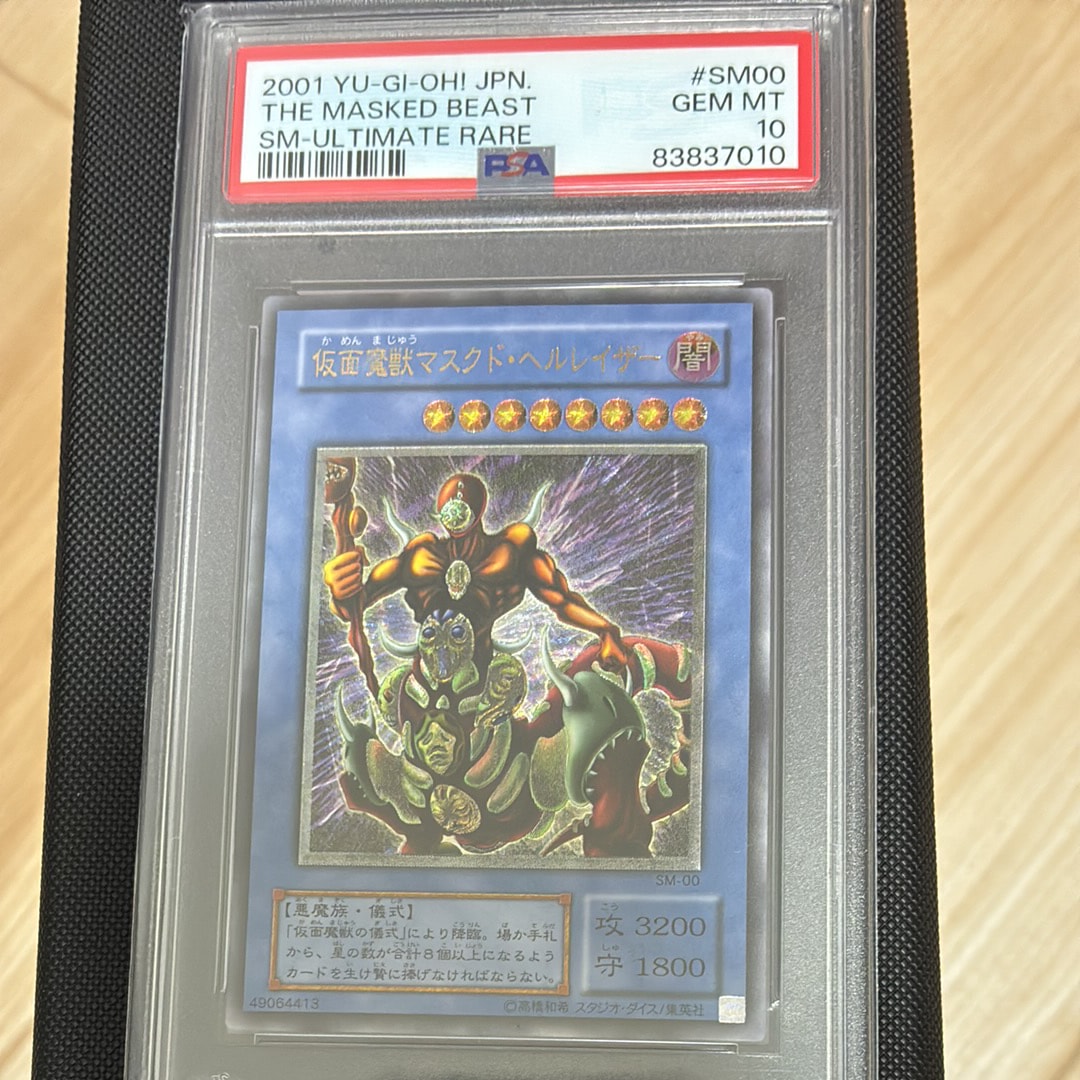 2001 YU-GI-OH! JPN. #SM00
THE MASKED BEAST GEM MT
SM-ULTIMATE RARE 10
PSA 83837010
か めん ま じゅう
仮面魔獣マスクド・ヘルレイザー 闇
SM-00
【悪魔族・儀式】
「仮面魔獣の儀式」により降臨。場か手札
から、星の数が合計8個以上になるよう
カードを生け贄に捧げなければならない。
こう
攻 3200
しゅ
守 1800
49064413 ©高橋和希 スタジオ・ダイス/集英社